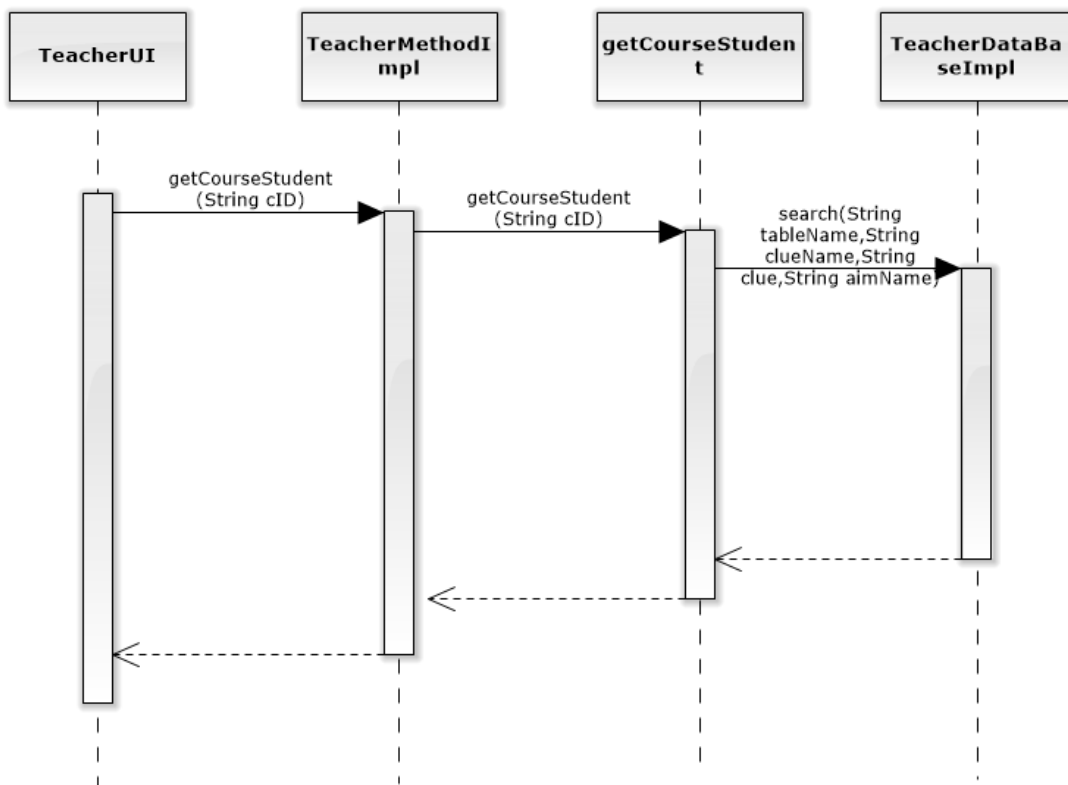 TeacherUI
TeacherMethodI
mpl
getCourseStuden
t
TeacherDataBa
seImpl
getCourseStudent
(String cID)
getCourseStudent
(String cID)
search(String
tableName,String
clueName,String
clue,String aimName)